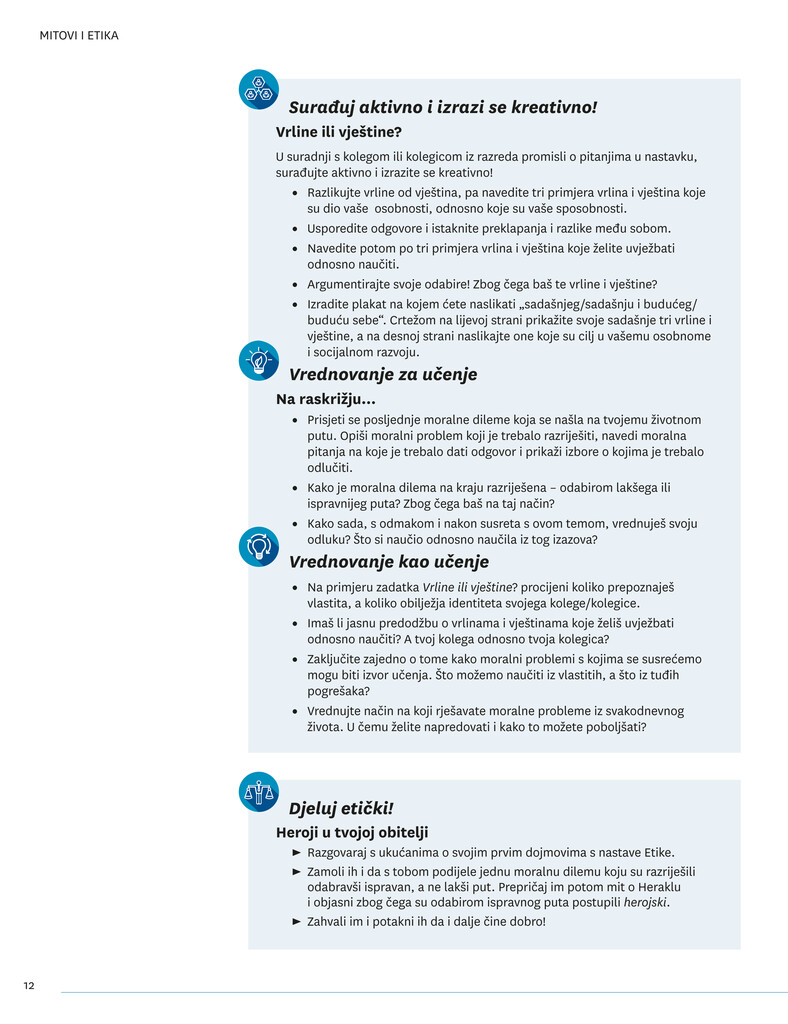 MITOVI I ETIKA
Surađuj aktivno i izrazi se kreativno!
Vrline ili vještine?
U suradnji s kolegom ili kolegicom iz razreda promisli o pitanjima u nastavku,
surađujte aktivno i izrazite se kreativno!
• Razlikujte vrline od vještina, pa navedite tri primjera vrlina i vještina koje
su dio vaše osobnosti, odnosno koje su vaše sposobnosti.
• Usporedite odgovore i istaknite preklapanja i razlike među sobom.
• Navedite potom po tri primjera vrlina i vještina koje želite uvježbati
odnosno naučiti.
• Argumentirajte svoje odabire! Zbog čega baš te vrline i vještine?
• Izradite plakat na kojem ćete naslikati „sadašnjeg/sadašnju i budućeg/
buduću sebe“. Crtežom na lijevoj strani prikažite svoje sadašnje tri vrline i
vještine, a na desnoj strani naslikajte one koje su cilj u vašemu osobnome
i socijalnom razvoju.
Vrednovanje za učenje
Na raskrižju...
• Prisjeti se posljednje moralne dileme koja se našla na tvojemu životnom
putu. Opiši moralni problem koji je trebalo razriješiti, navedi moralna
pitanja na koje je trebalo dati odgovor i prikaži izbore o kojima je trebalo
odlučiti.
• Kako je moralna dilema na kraju razriješena – odabirom lakšega ili
ispravnijeg puta? Zbog čega baš na taj način?
• Kako sada, s odmakom i nakon susreta s ovom temom, vrednuješ svoju
odluku? Što si naučio odnosno naučila iz tog izazova?
Vrednovanje kao učenje
• Na primjeru zadatka Vrline ili vještine? procijeni koliko prepoznaješ
vlastita, a koliko obilježja identiteta svojega kolege/kolegice.
• Imaš li jasnu predodžbu o vrlinama i vještinama koje želiš uvježbati
odnosno naučiti? A tvoj kolega odnosno tvoja kolegica?
• Zaključite zajedno o tome kako moralni problemi s kojima se susrećemo
mogu biti izvor učenja. Što možemo naučiti iz vlastitih, a što iz tuđih
pogrešaka?
• Vrednujte način na koji rješavate moralne probleme iz svakodnevnog
života. U čemu želite napredovati i kako to možete poboljšati?
Djeluj etički!
Heroji u tvojoj obitelji
► Razgovaraj s ukućanima o svojim prvim dojmovima s nastave Etike.
► Zamoli ih i da s tobom podijele jednu moralnu dilemu koju su razriješili
odabravši ispravan, a ne lakši put. Prepričaj im potom mit o Heraklu
i objasni zbog čega su odabirom ispravnog puta postupili herojski.
► Zahvali im i potakni ih da i dalje čine dobro!
12